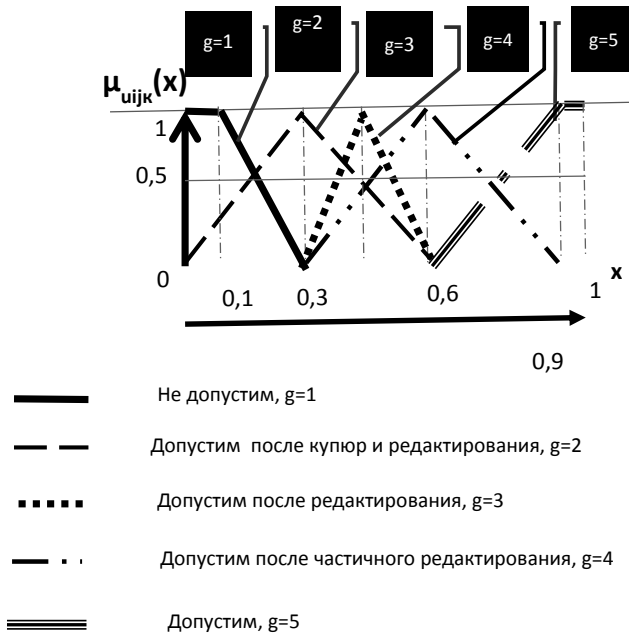 g=1
g=2
g=3
g=4
g=5
μuijк(x)
1
0,5
0
0,1
0,3
0,6
1
x
0,9
Не допустим, g=1
Допустим после купюр и редактирования, g=2
Допустим после редактирования, g=3
Допустим после частичного редактирования, g=4
Допустим, g=5